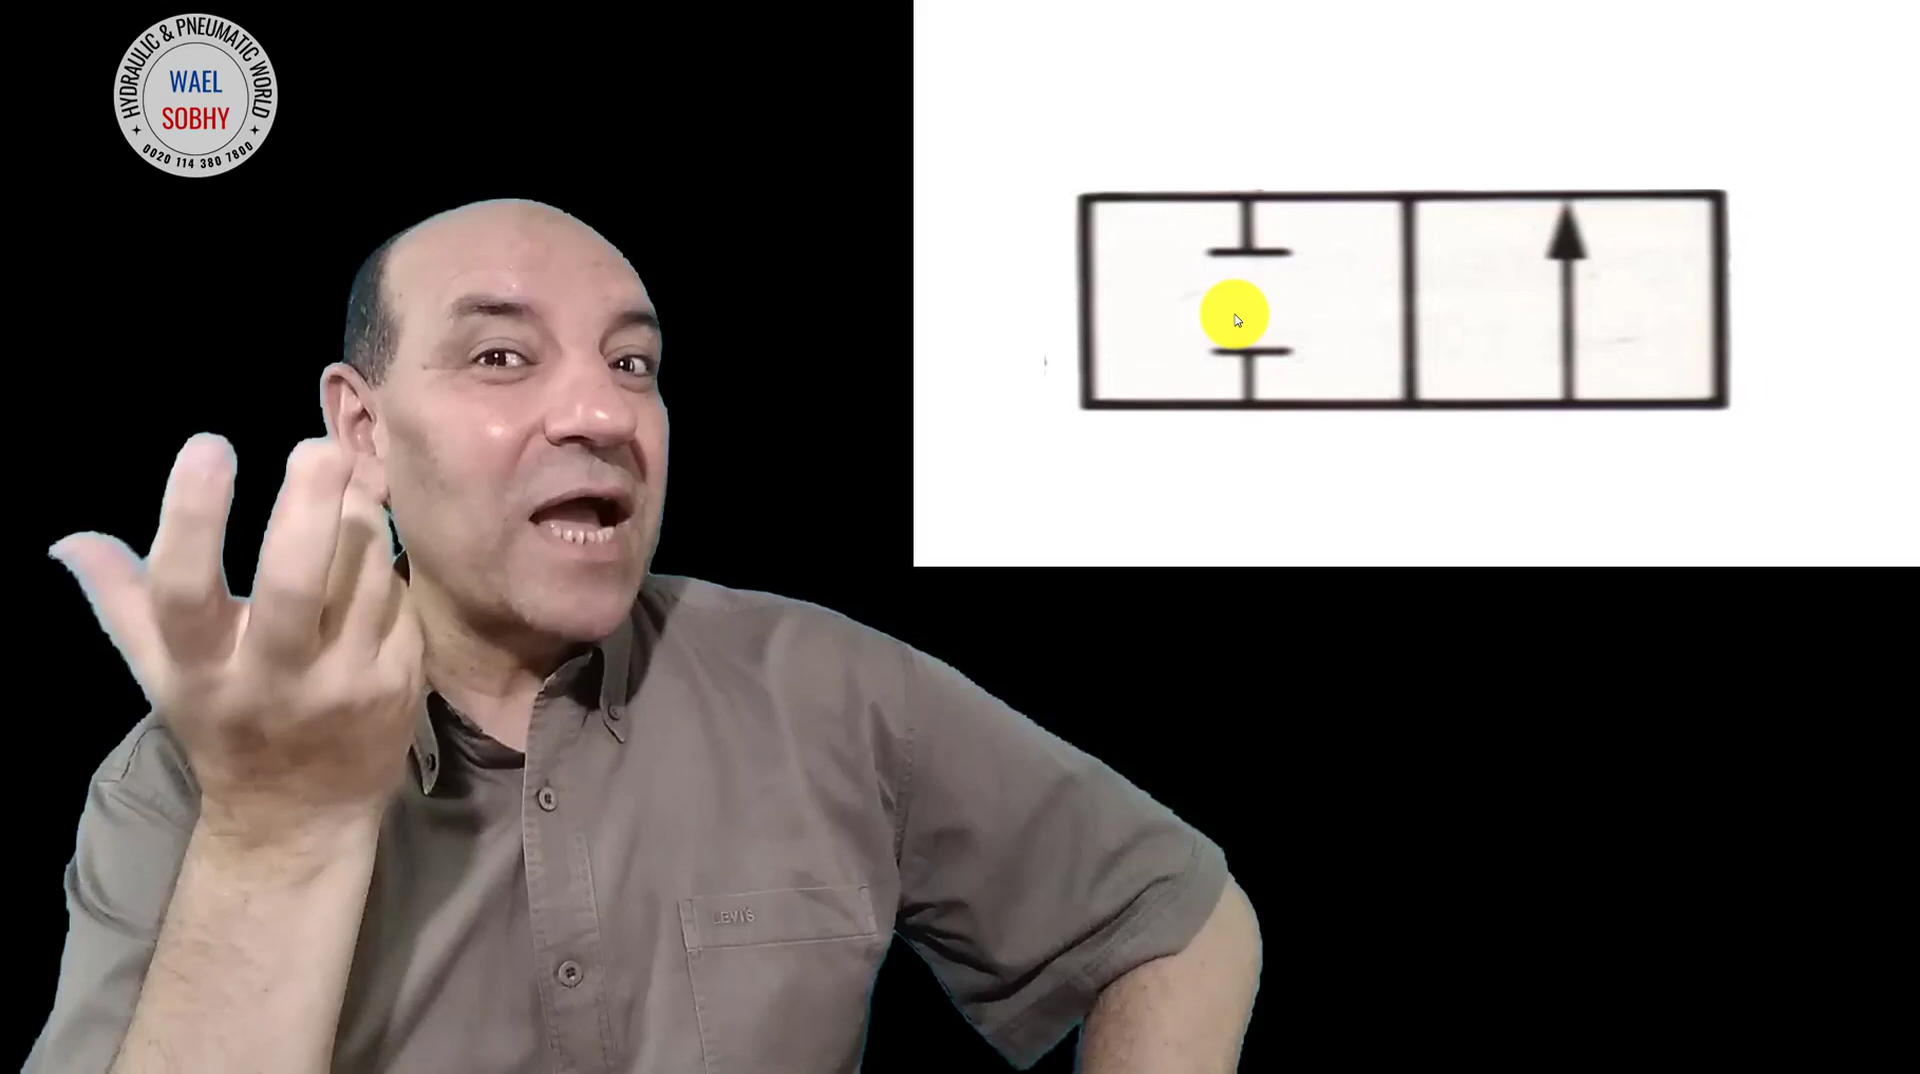 HYDRAULIC & PNEUMATIC WORLD
WAEL
SOBHY
0020 114 380 7800
LEVI'S